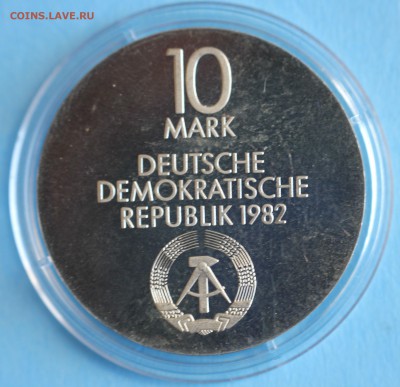 COINS.LAVE.RU
10
MARK
DEUTSCHE
DEMOKRATISCHE
REPUBLIK 1982